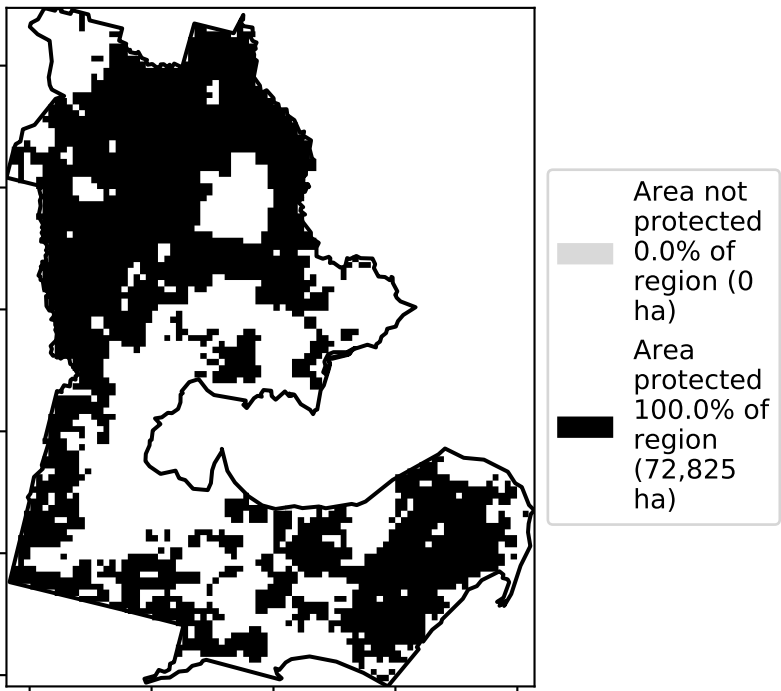 Area not
protected
0.0% of
region (0
ha)
Area
protected
100.0% of
region
(72,825
ha)